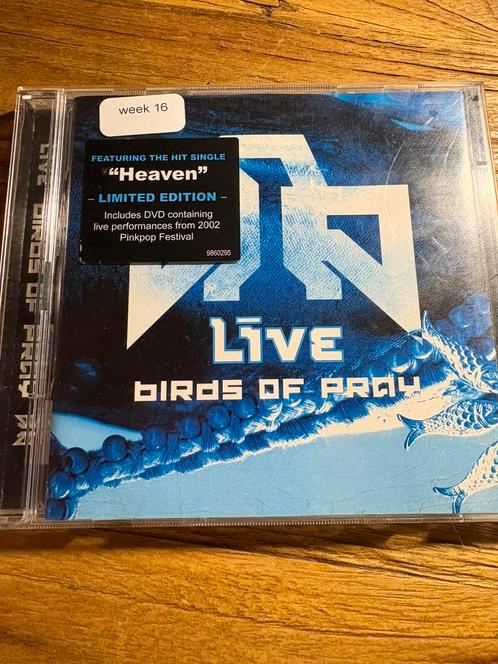 week 16
FEATURING THE HIT SINGLE
“Heaven”
– LIMITED EDITION –
Includes DVD containing
live performances from 2002
Pinkpop Festival
9860295
LīVE
BIRDS OF PRAY
LIVE BIRDS OF PRAY